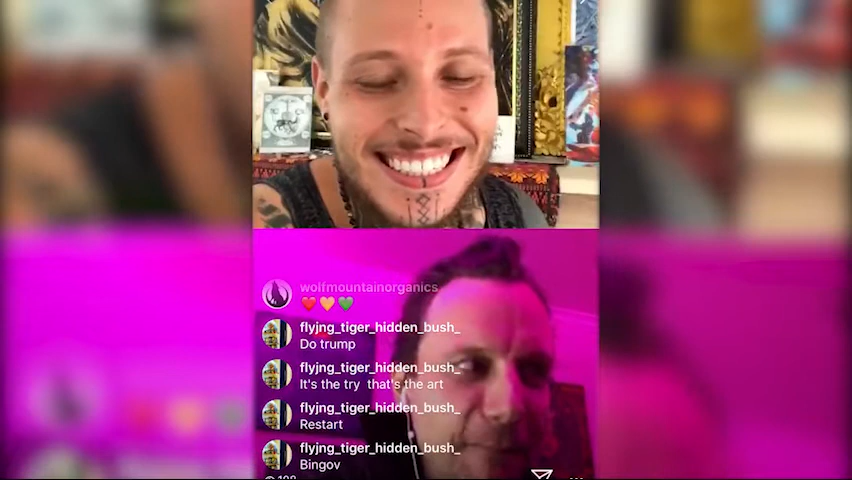 wolfmountainorganics
❤️🧡💚
flyjng_tiger_hidden_bush_
Do trump
flyjng_tiger_hidden_bush_
It's the try that's the art
flyjng_tiger_hidden_bush_
Restart
flyjng_tiger_hidden_bush_
Bingov